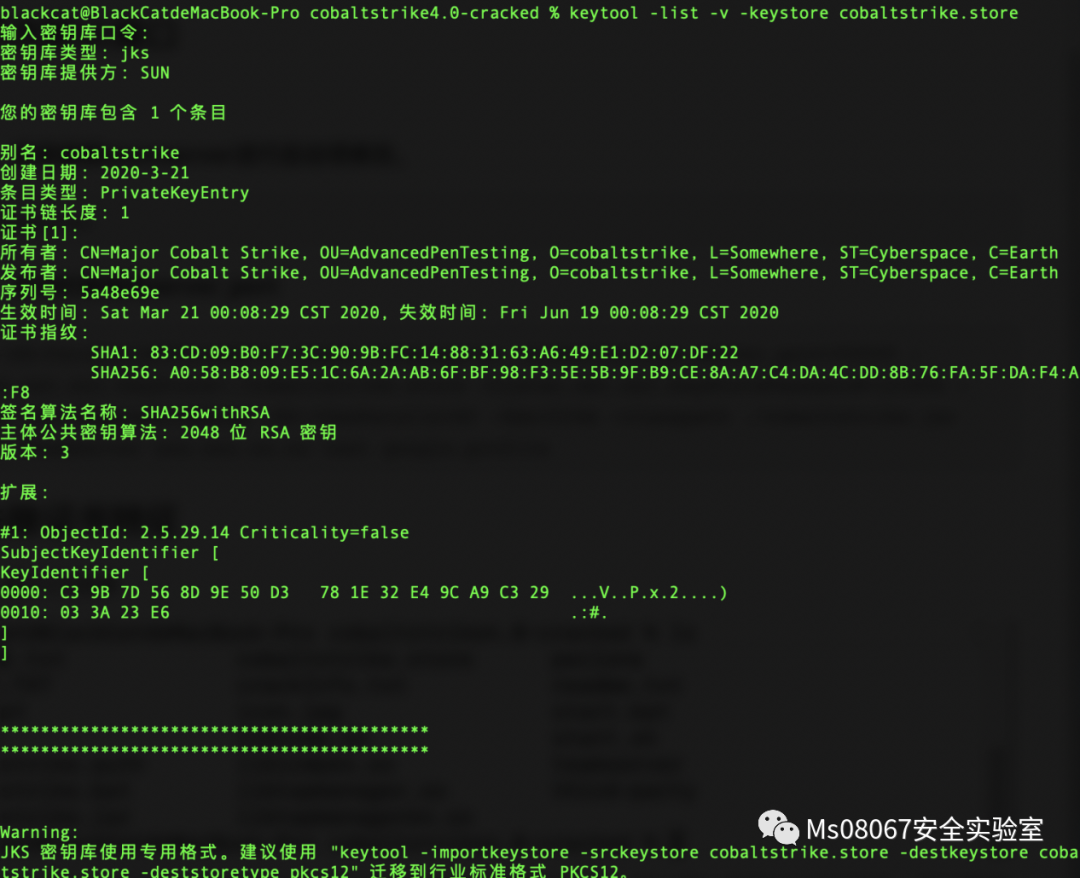 blackcat@BlackCatdeMacBook-Pro cobaltstrike4.0-cracked % keytool -list -v -keystore cobaltstrike.store
输入密钥库口令:
密钥库类型: jks
密钥库提供方: SUN
您的密钥库包含 1 个条目
别名: cobaltstrike
创建日期: 2020-3-21
条目类型: PrivateKeyEntry
证书链长度: 1
证书[1]:
所有者: CN=Major Cobalt Strike, OU=AdvancedPenTesting, O=cobaltstrike, L=Somewhere, ST=Cyberspace, C=Earth
发布者: CN=Major Cobalt Strike, OU=AdvancedPenTesting, O=cobaltstrike, L=Somewhere, ST=Cyberspace, C=Earth
序列号: 5a48e69e
生效时间: Sat Mar 21 00:08:29 CST 2020, 失效时间: Fri Jun 19 00:08:29 CST 2020
证书指纹:
SHA1: 83:CD:09:B0:F7:3C:90:9B:FC:14:88:31:63:A6:49:E1:D2:07:DF:22
SHA256: A0:58:B8:09:E5:1C:6A:2A:AB:6F:BF:98:F3:5E:5B:9F:B9:CE:8A:A7:C4:DA:4C:DD:8B:76:FA:5F:DA:F4:A
:F8
签名算法名称: SHA256withRSA
主体公共密钥算法: 2048 位 RSA 密钥
版本: 3
扩展:
#1: ObjectId: 2.5.29.14 Criticality=false
SubjectKeyIdentifier [
KeyIdentifier [
0000: C3 9B 7D 56 8D 9E 50 D3 78 1E 32 E4 9C A9 C3 29 ...V..P.x.2....)
0010: 03 3A 23 E6 .:#.
]
]
*******************************************
*******************************************
Warning:
JKS 密钥库使用专用格式。建议使用 "keytool -importkeystore -srckeystore cobaltstrike.store -destkeystore coba
ltstrike.store -deststoretype pkcs12" 迁移到行业标准格式 PKCS12。
Ms08067安全实验室